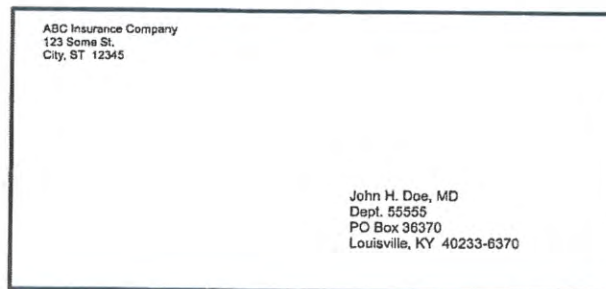 ABC Insurance Company
123 Some St.
City, ST 12345
John H. Doe, MD
Dept. 55555
PO Box 36370
Louisville, KY 40233-6370